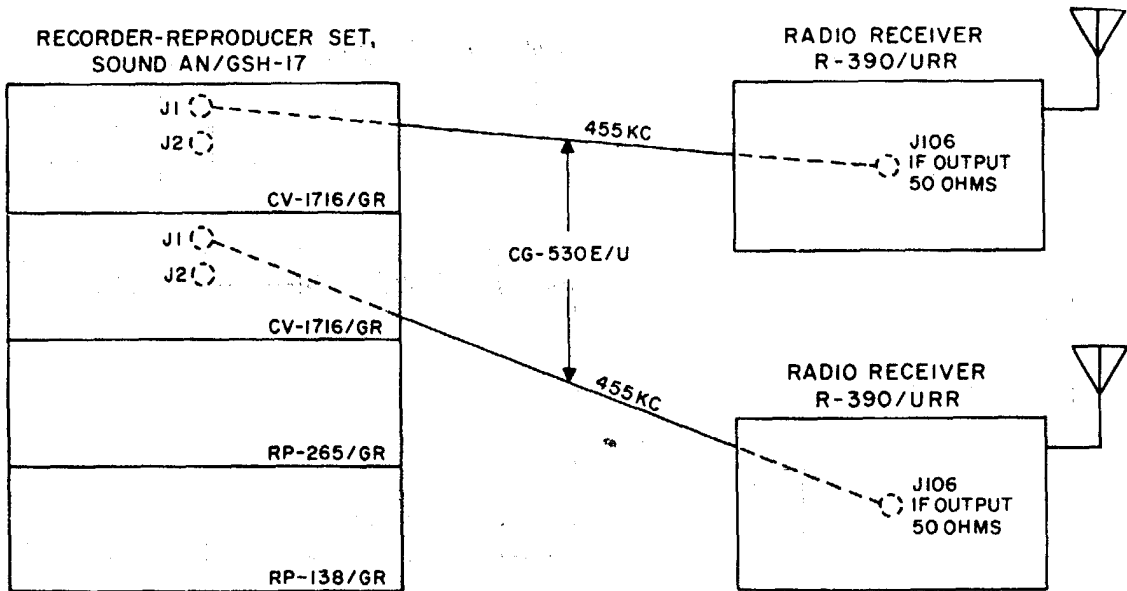 RECORDER-REPRODUCER SET,
SOUND AN/GSH-17
J1
J2
CV-1716/GR
J1
J2
CV-1716/GR
RP-265/GR
RP-138/GR
455KC
CG-530E/U
455KC
RADIO RECEIVER
R-390/URR
J106
IF OUTPUT
50 OHMS
RADIO RECEIVER
R-390/URR
J106
IF OUTPUT
50 OHMS